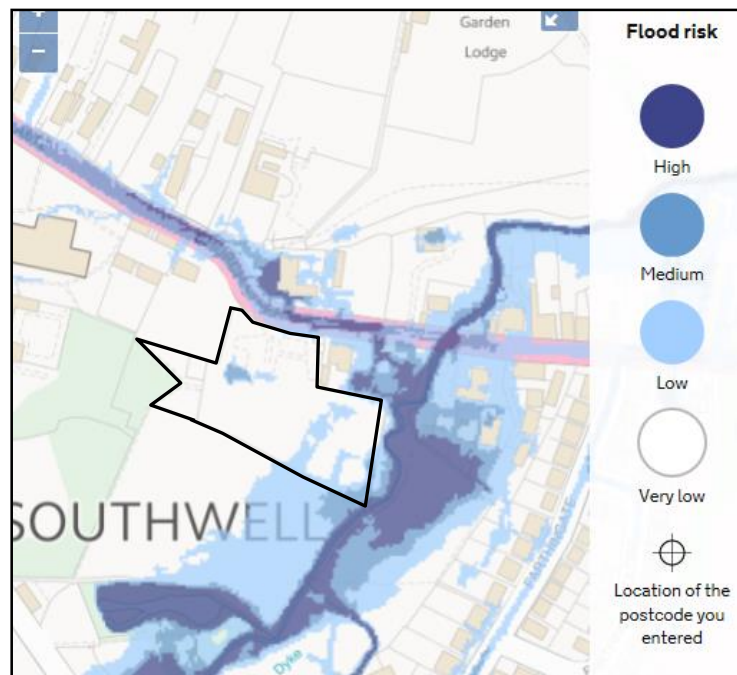 Garden
Lodge
Flood risk
High
Medium
Low
Very low
Location of the
postcode you
entered
SOUTHWELL
Dyke